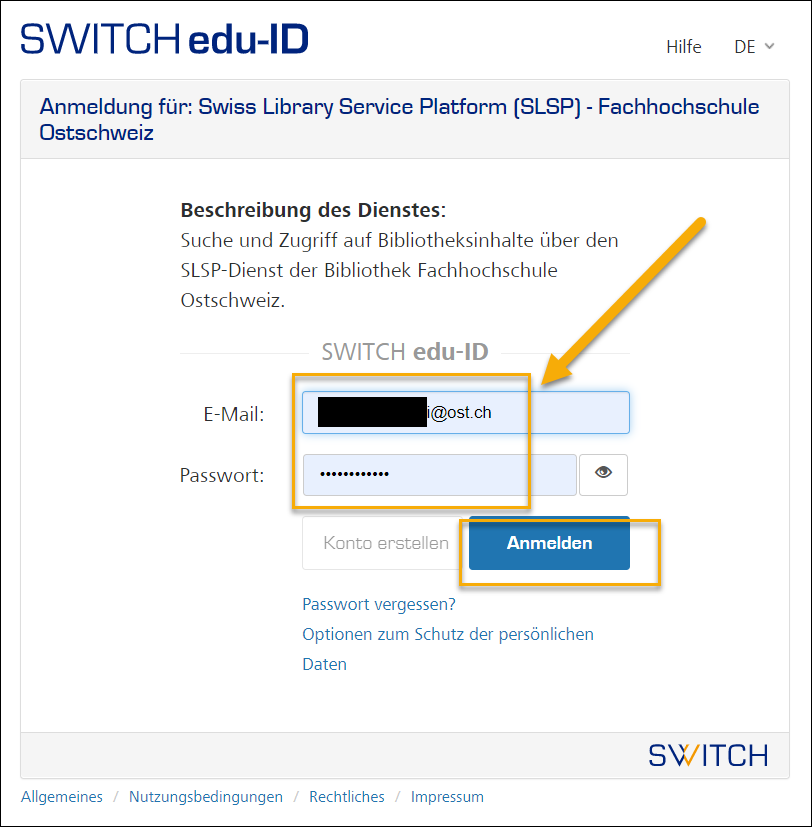 SWITCH edu-ID
Hilfe DE
Anmeldung für: Swiss Library Service Platform (SLSP) - Fachhochschule
Ostschweiz
Beschreibung des Dienstes:
Suche und Zugriff auf Bibliotheksinhalte über den
SLSP-Dienst der Bibliothek Fachhochschule
Ostschweiz.
SWITCH edu-ID
E-Mail: i@ost.ch
Passwort: ••••••••••••
Konto erstellen Anmelden
Passwort vergessen?
Optionen zum Schutz der persönlichen
Daten
SWITCH
Allgemeines / Nutzungsbedingungen / Rechtliches / Impressum